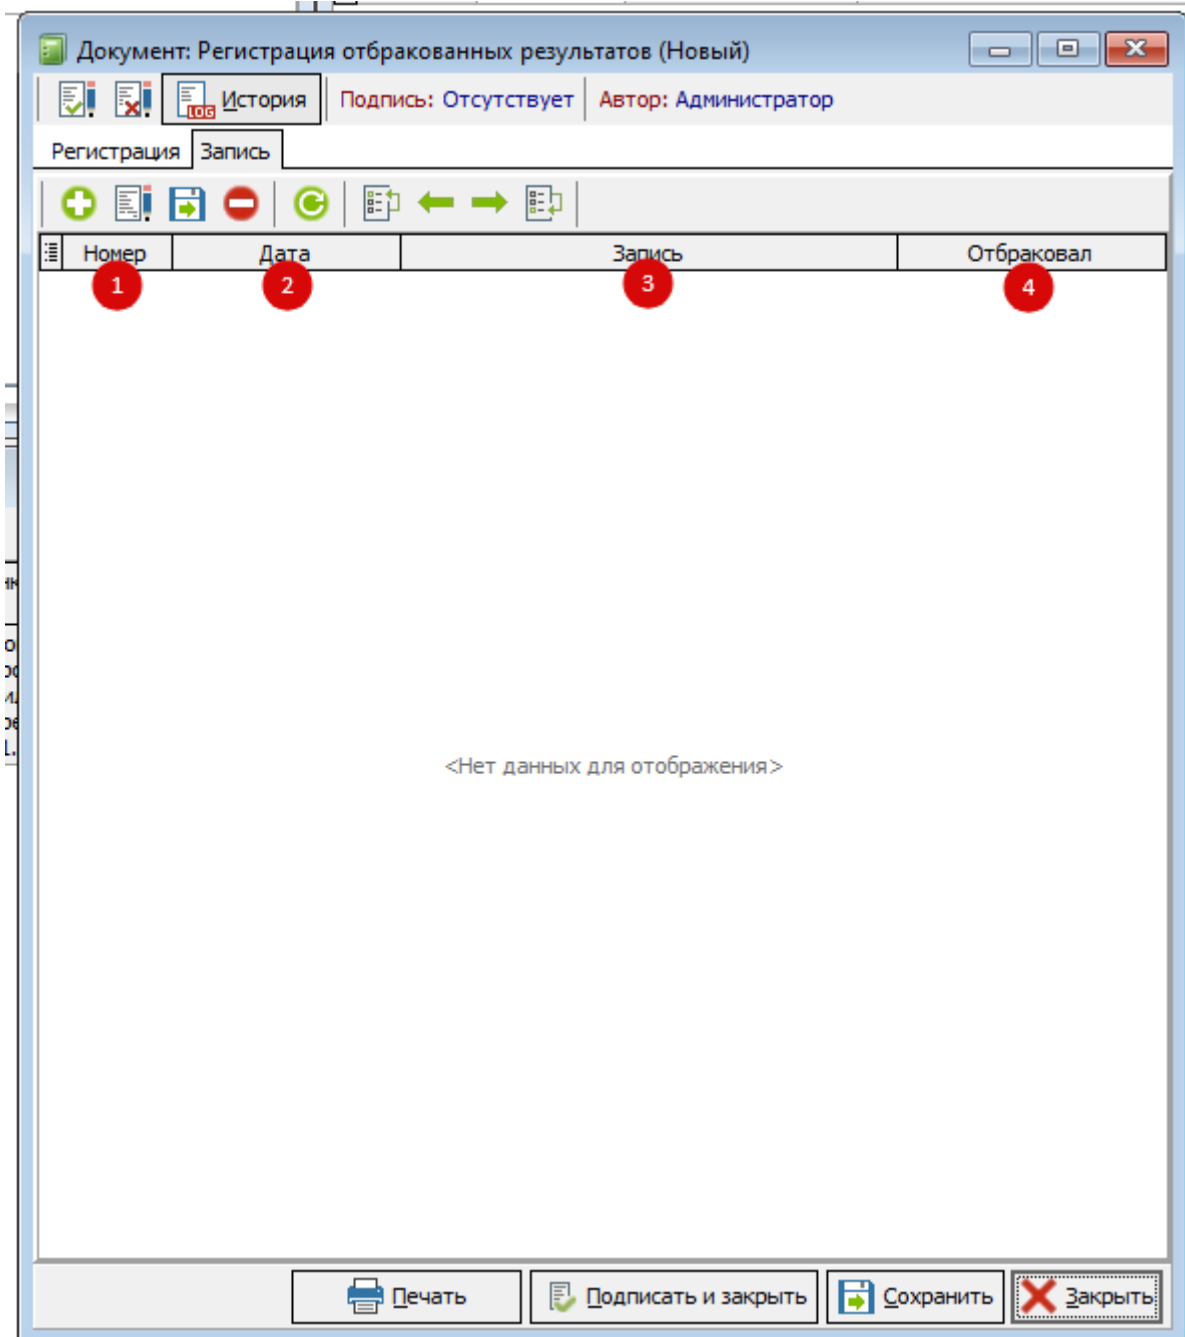 Документ: Регистрация отбракованных результатов (Новый)
LOG История Подпись: Отсутствует Автор: Администратор
Регистрация Запись
Номер Дата Запись Отбраковал
1 2 3 4
<Нет данных для отображения>
Печать Подписать и закрыть Сохранить Закрыть